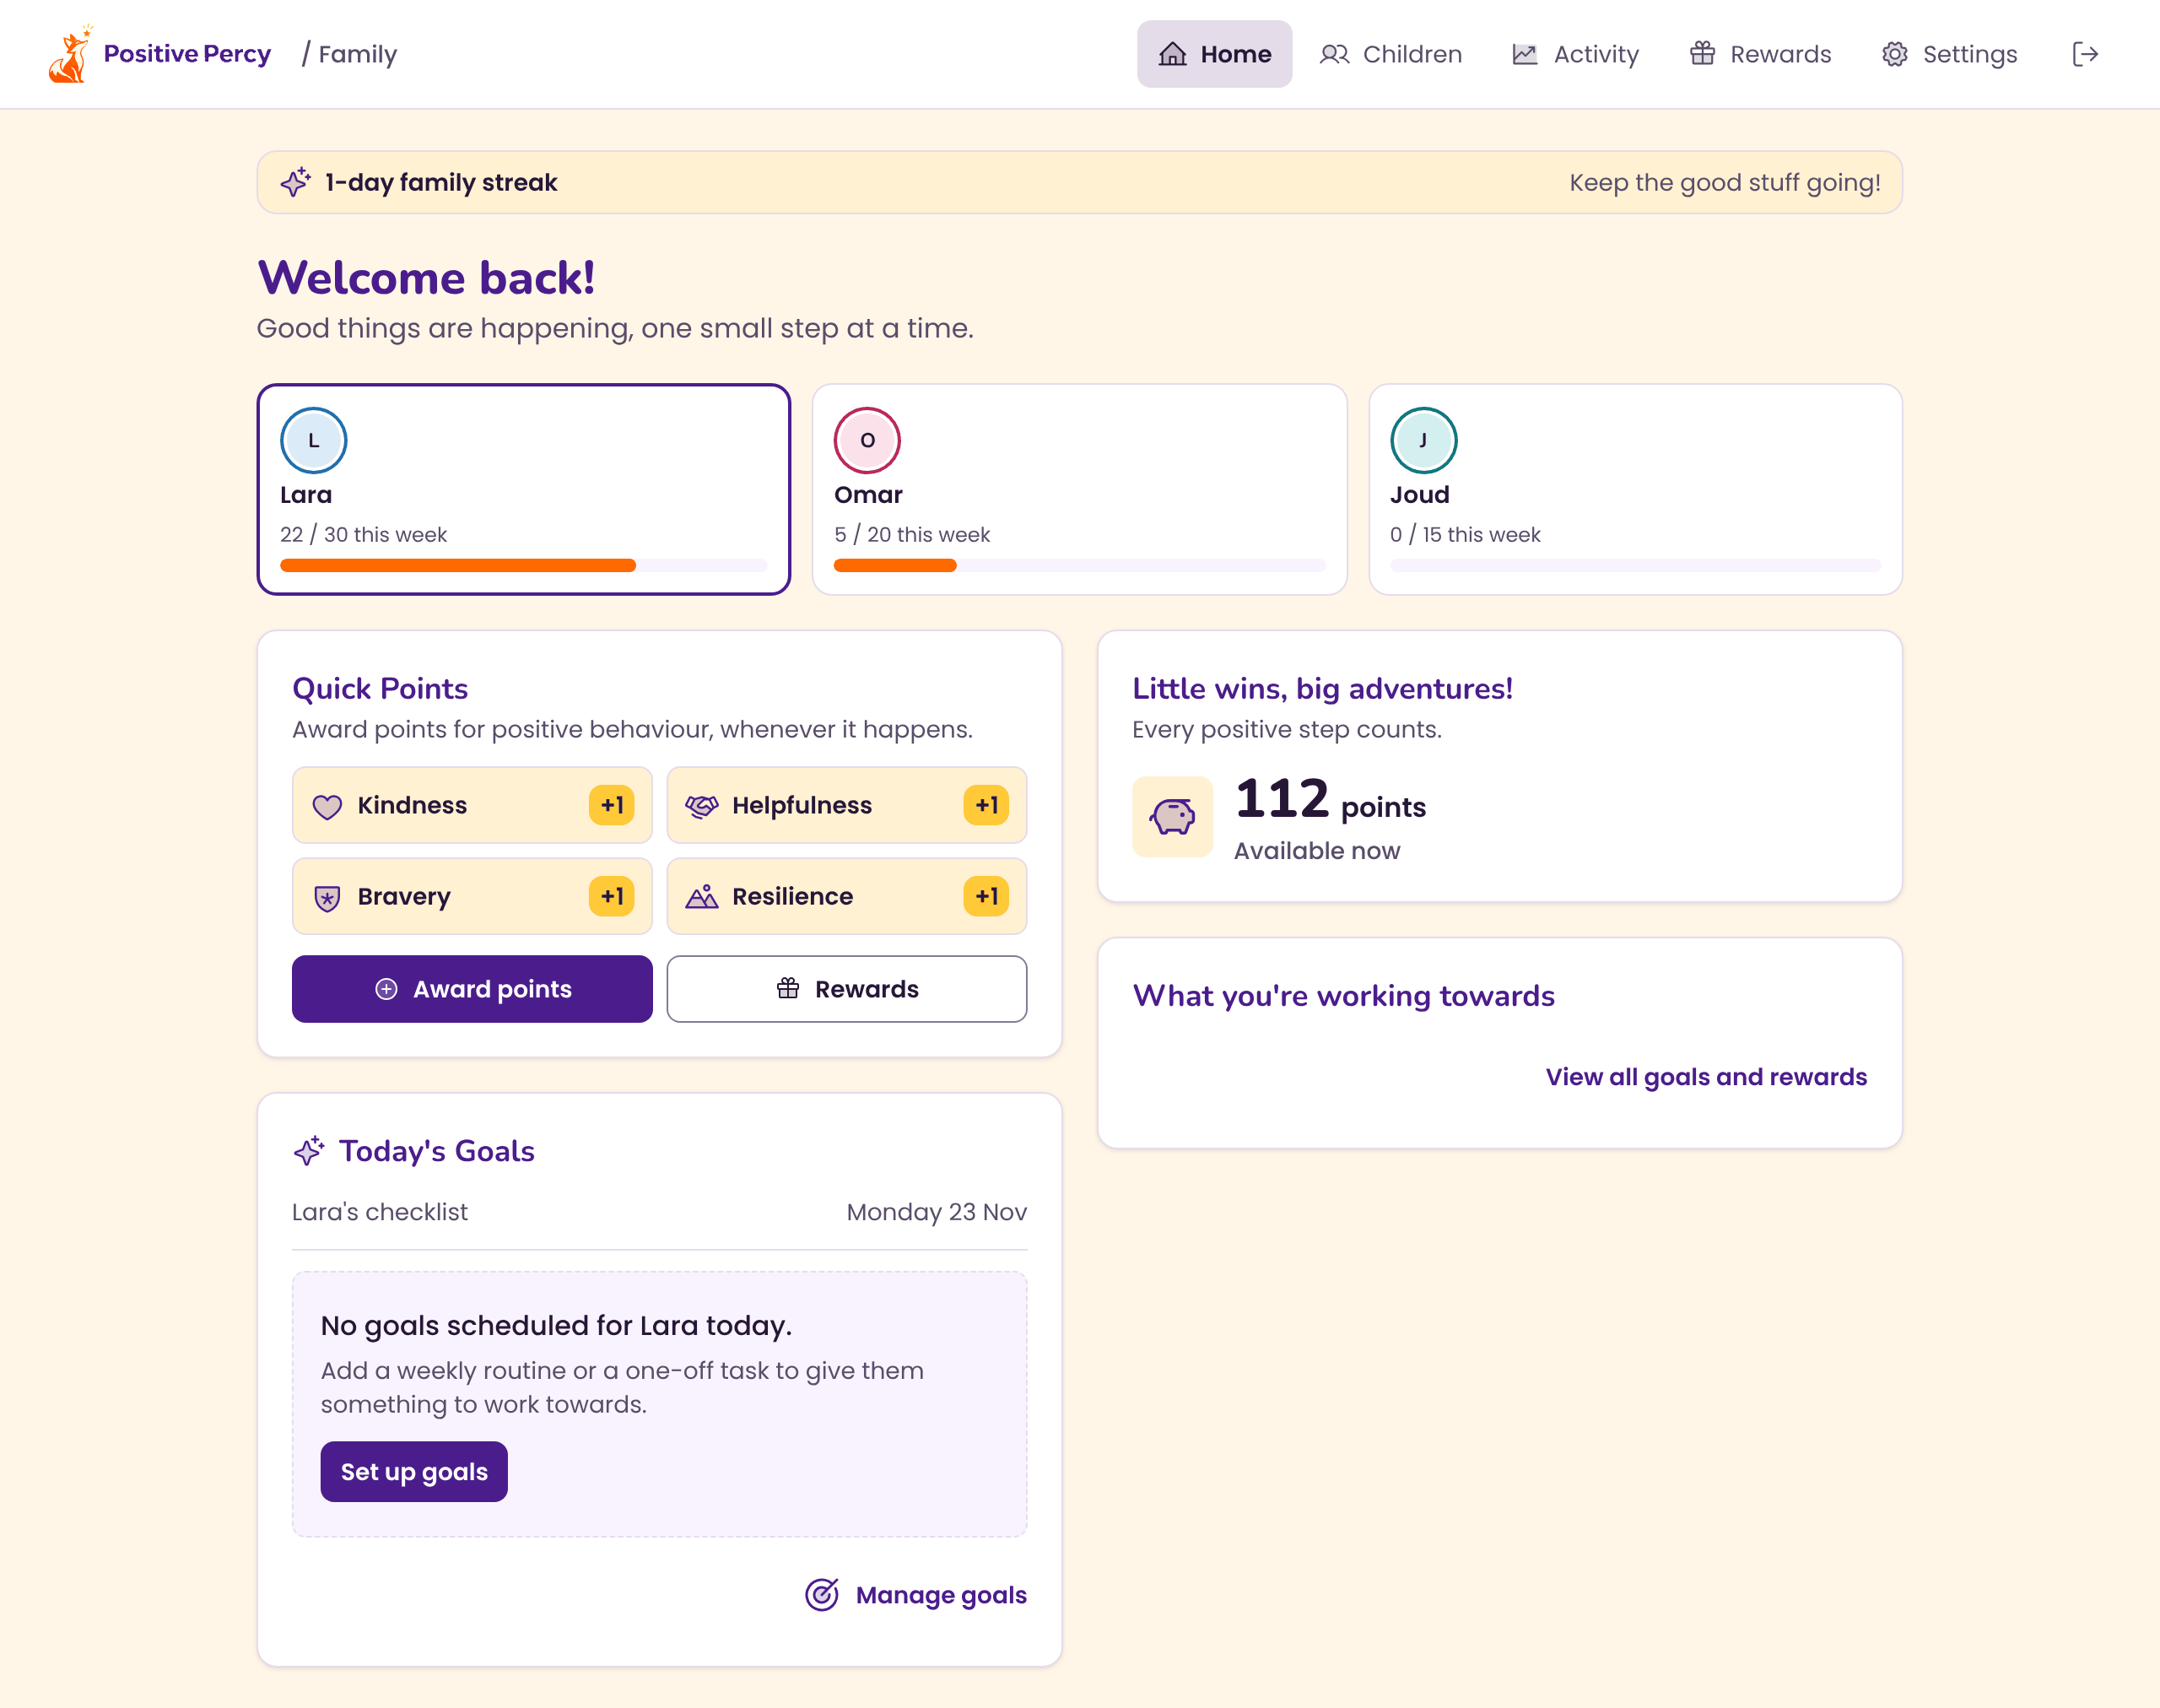 Positive Percy / Family
Home
Children
Activity
Rewards
Settings
1-day family streak
Keep the good stuff going!
Welcome back!
Good things are happening, one small step at a time.
L
Lara
22 / 30 this week
O
Omar
5 / 20 this week
J
Joud
0 / 15 this week
Quick Points
Award points for positive behaviour, whenever it happens.
Kindness +1
Helpfulness +1
Bravery +1
Resilience +1
Award points
Rewards
Little wins, big adventures!
Every positive step counts.
112 points
Available now
What you're working towards
View all goals and rewards
Today's Goals
Lara's checklist
Monday 23 Nov
No goals scheduled for Lara today.
Add a weekly routine or a one-off task to give them
something to work towards.
Set up goals
Manage goals